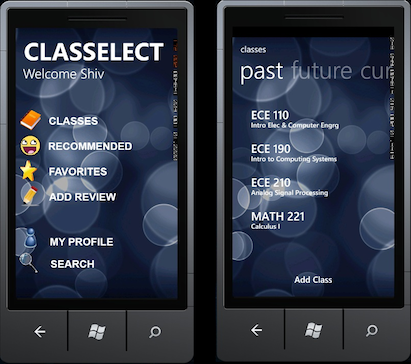 CLASSELECT
Welcome Shiv
CLASSES
RECOMMENDED
FAVORITES
ADD REVIEW
MY PROFILE
SEARCH
classes
past future cur
ECE 110
Intro Elec & Computer Engrg
ECE 190
Intro to Computing Systems
ECE 210
Analog Signal Processing
MATH 221
Calculus I
Add Class